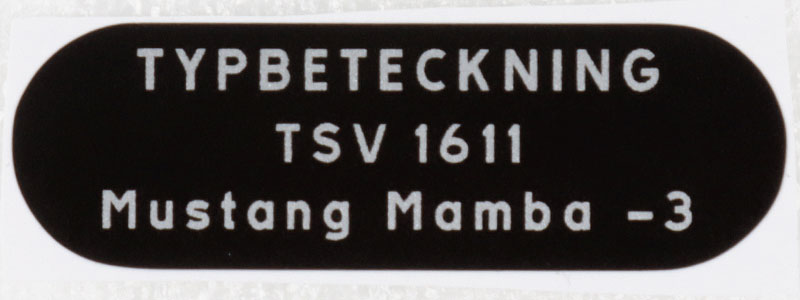 TYPBETECKNING
TSV 1611
Mustang Mamba -3